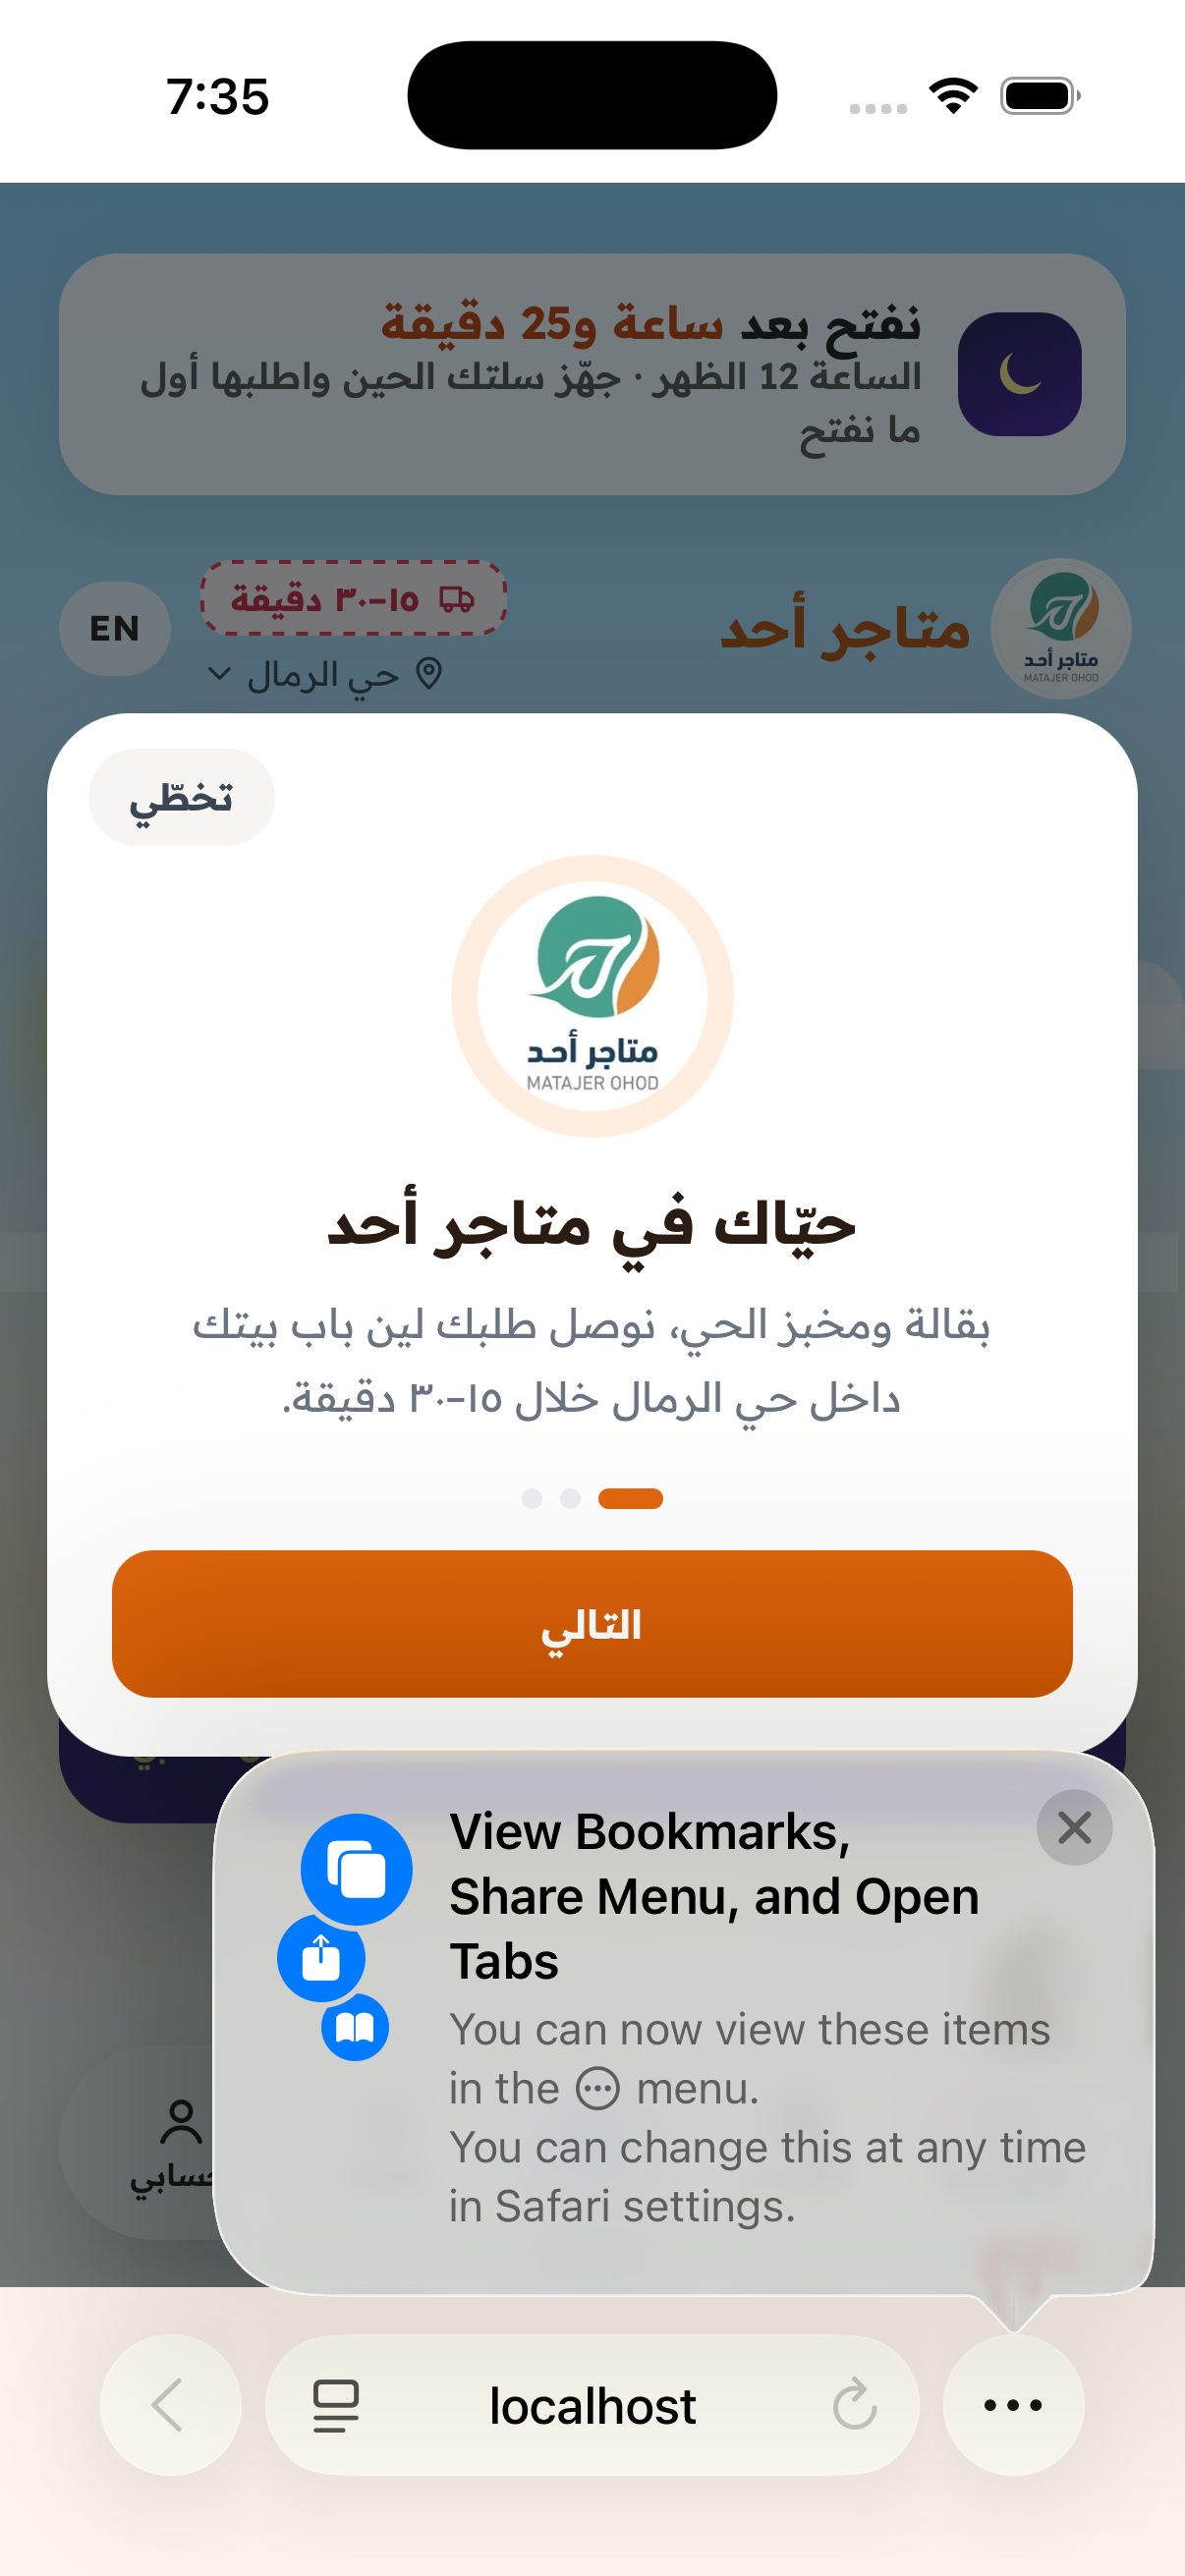 7:35
نفتح بعد ساعة و25 دقيقة
الساعة 12 الظهر · جهّز سلتك الحين واطلبها أول
ما نفتح
متاجر أحد
MATAJER OHOD
متاجر أحد
١٥–٣٠ دقيقة
حي الرمال
EN
تخطّي
متاجر أحد
MATAJER OHOD
حيّاك في متاجر أحد
بقالة ومخبز الحي، نوصل طلبك لين باب بيتك
داخل حي الرمال خلال ١٥–٣٠ دقيقة.
التالي
View Bookmarks,
Share Menu, and Open
Tabs
You can now view these items
in the menu.
You can change this at any time
in Safari settings.
localhost